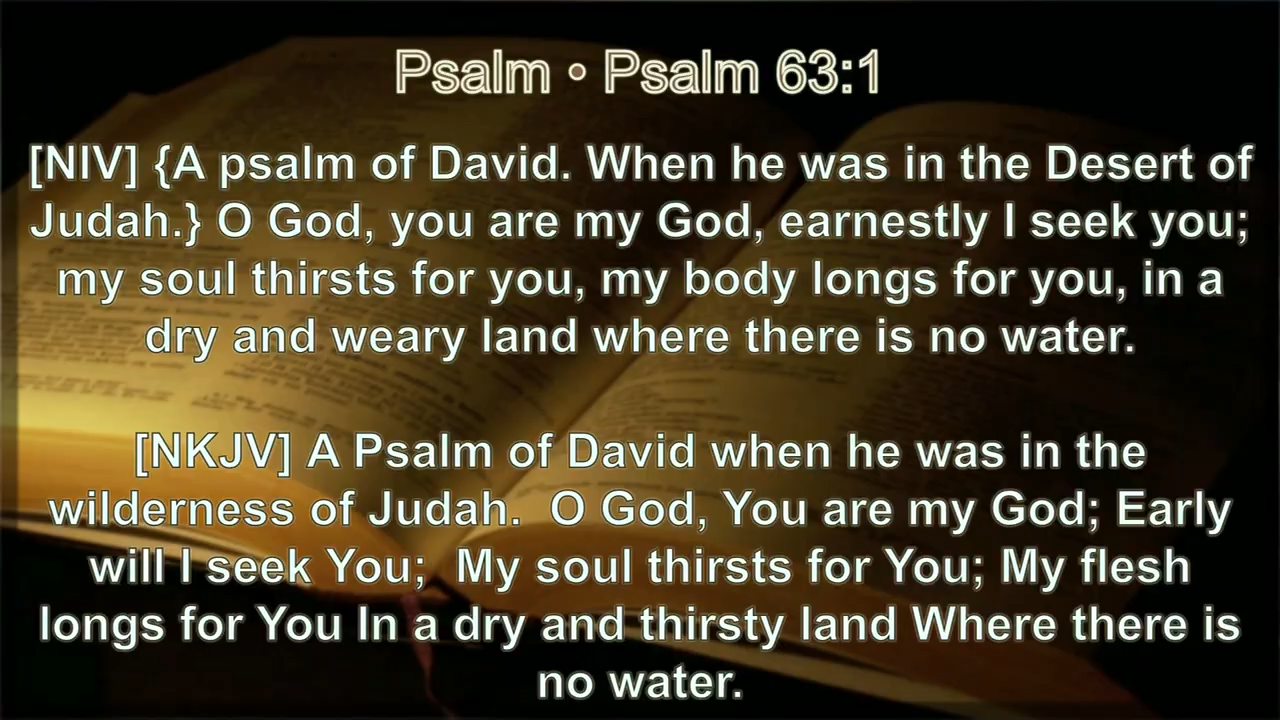 Psalm • Psalm 63:1
[NIV] {A psalm of David. When he was in the Desert of
Judah.} O God, you are my God, earnestly I seek you;
my soul thirsts for you, my body longs for you, in a
dry and weary land where there is no water.
[NKJV] A Psalm of David when he was in the
wilderness of Judah.  O God, You are my God; Early
will I seek You;  My soul thirsts for You; My flesh
longs for You In a dry and thirsty land Where there is
no water.